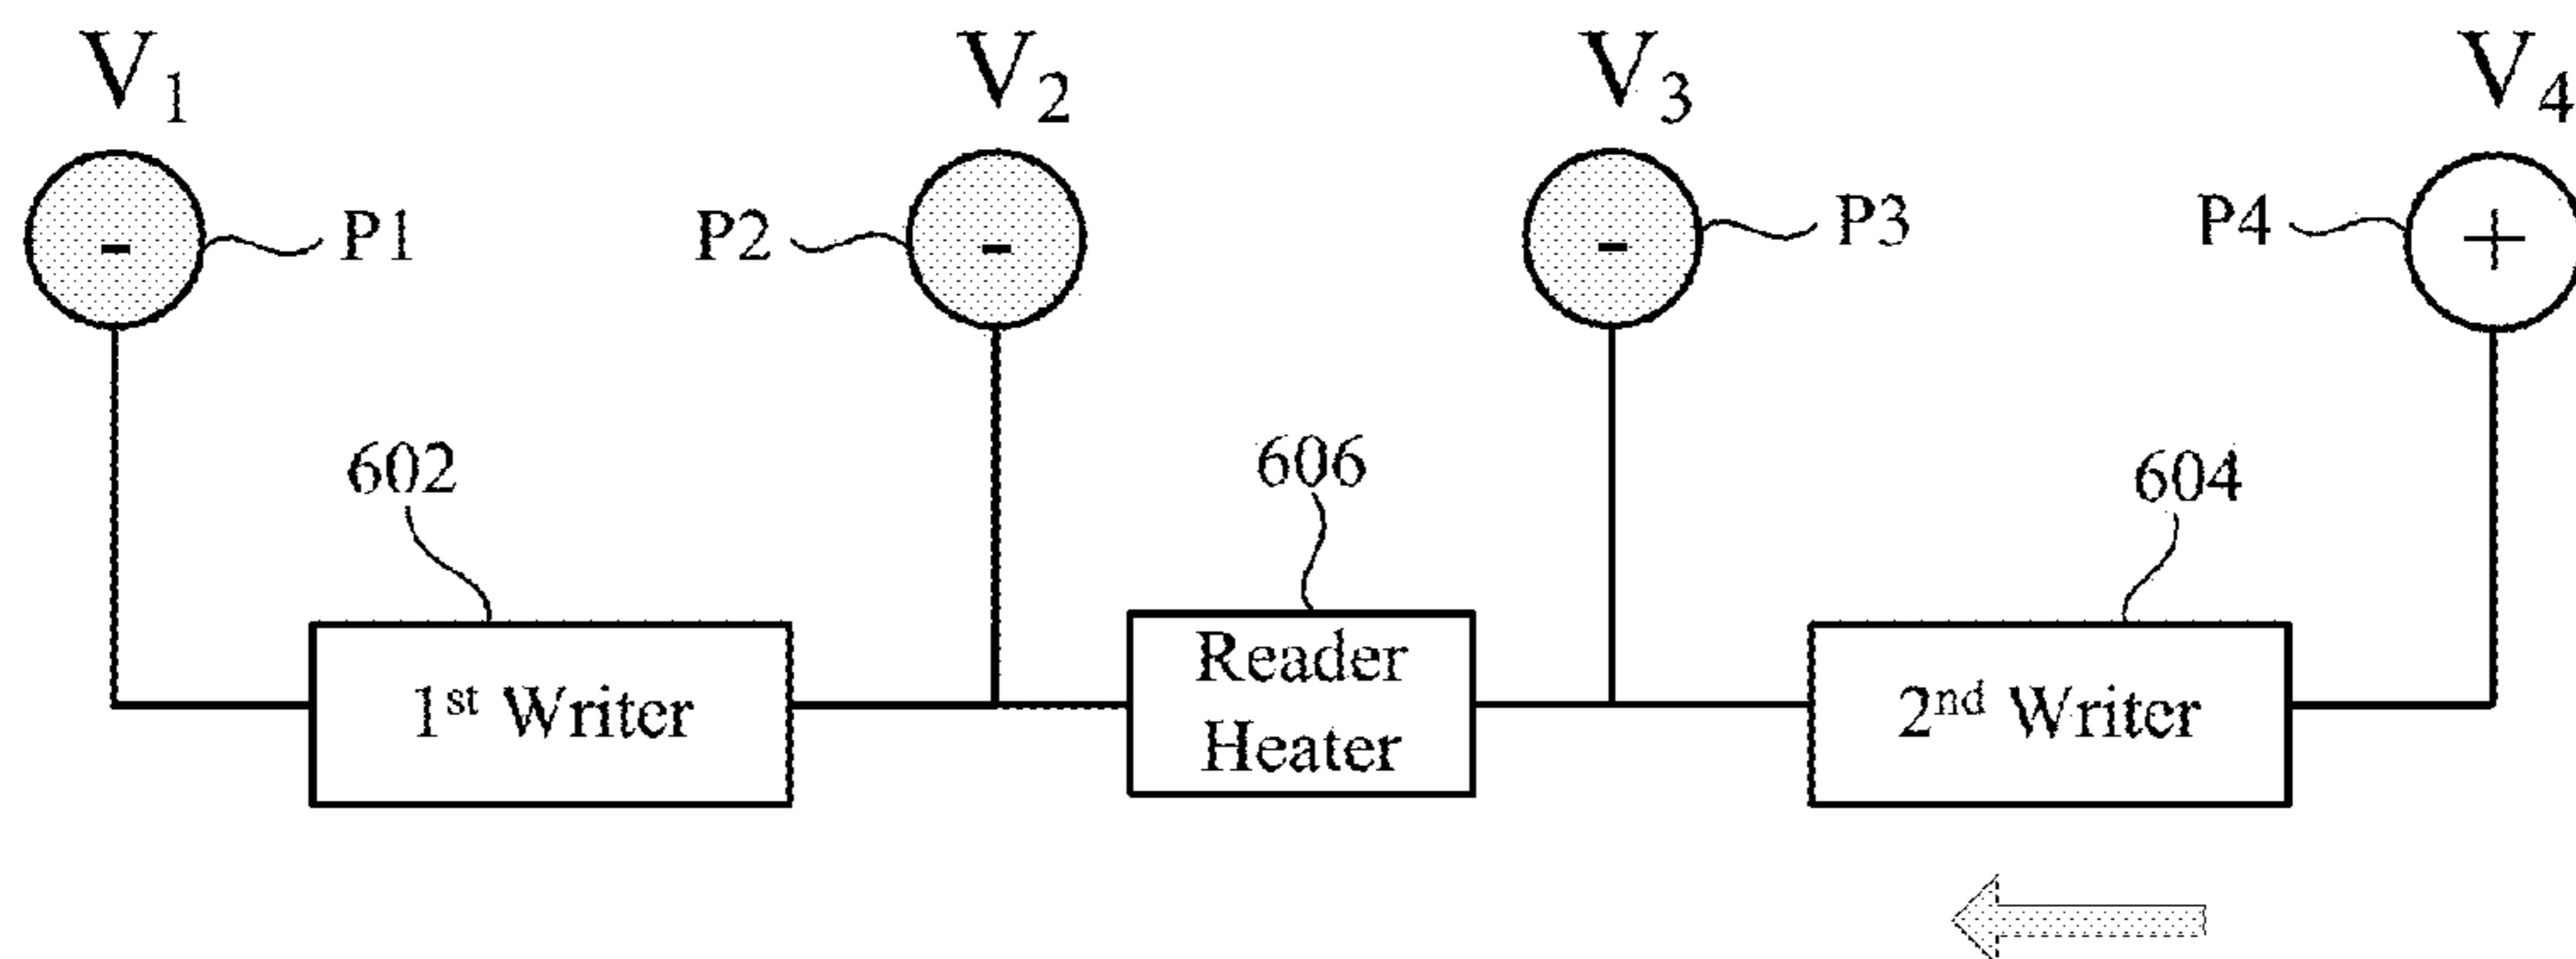 V₁ V₂ V₃ V₄
- P1 P2 - - P3 P4 +
602 606 604
1ˢᵗ Writer Reader Heater 2ⁿᵈ Writer